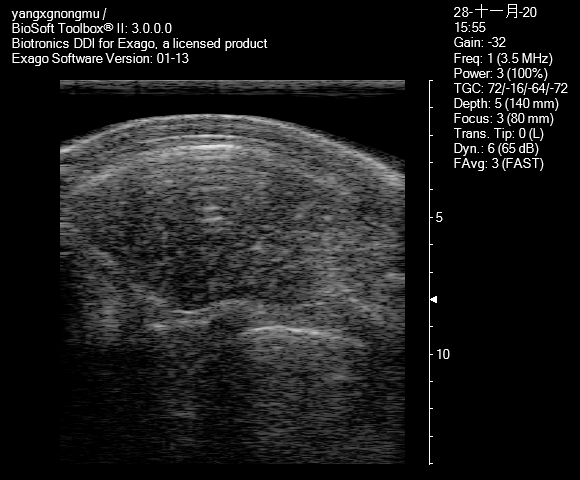 yangxgnongmu /
BioSoft Toolbox® II: 3.0.0.0
Biotronics DDI for Exago, a licensed product
Exago Software Version: 01-13
28-十一月-20
15:55
Gain: -32
Freq: 1 (3.5 MHz)
Power: 3 (100%)
TGC: 72/-16/-64/-72
Depth: 5 (140 mm)
Focus: 3 (80 mm)
Trans. Tip: 0 (L)
Dyn.: 6 (65 dB)
FAvg: 3 (FAST)
5
10